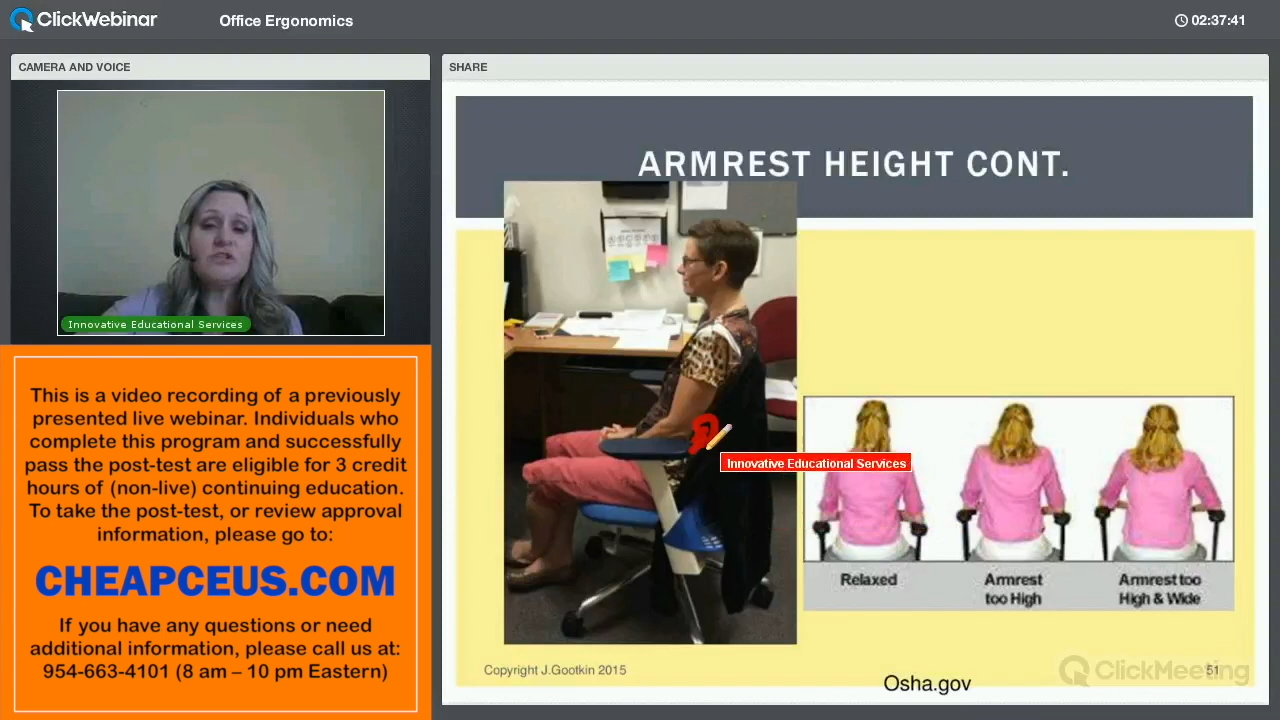 ClickWebinar
Office Ergonomics
02:37:41
CAMERA AND VOICE
SHARE
Innovative Educational Services
This is a video recording of a previously
presented live webinar. Individuals who
complete this program and successfully
pass the post-test are eligible for 3 credit
hours of (non-live) continuing education.
To take the post-test, or review approval
information, please go to:
CHEAPCEUS.COM
If you have any questions or need
additional information, please call us at:
954-663-4101 (8 am – 10 pm Eastern)
ARMREST HEIGHT CONT.
Innovative Educational Services
Relaxed
Armrest
too High
Armrest too
High & Wide
Copyright J.Gootkin 2015
51
ClickMeeting
Osha.gov